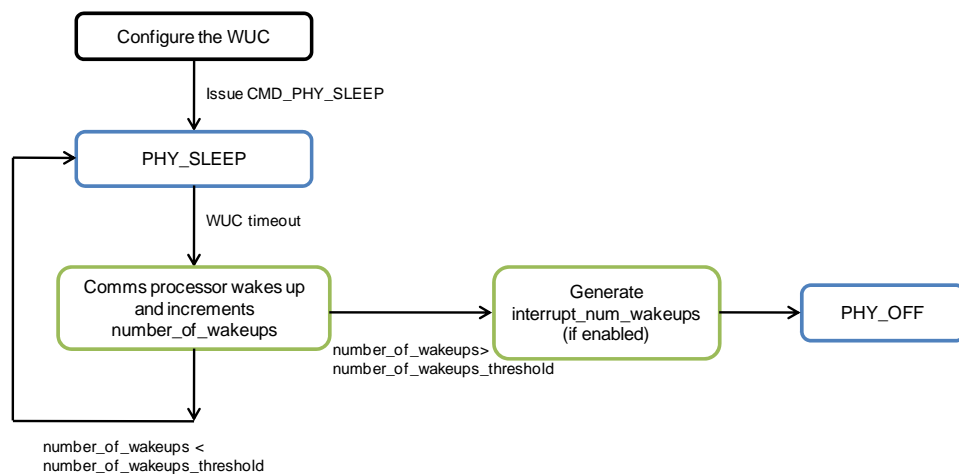 Configure the WUC
Issue CMD_PHY_SLEEP
PHY_SLEEP
WUC timeout
Comms processor wakes up
and increments
number_of_wakeups
number_of_wakeups>
number_of_wakeups_threshold
Generate
interrupt_num_wakeups
(if enabled)
PHY_OFF
number_of_wakeups <
number_of_wakeups_threshold